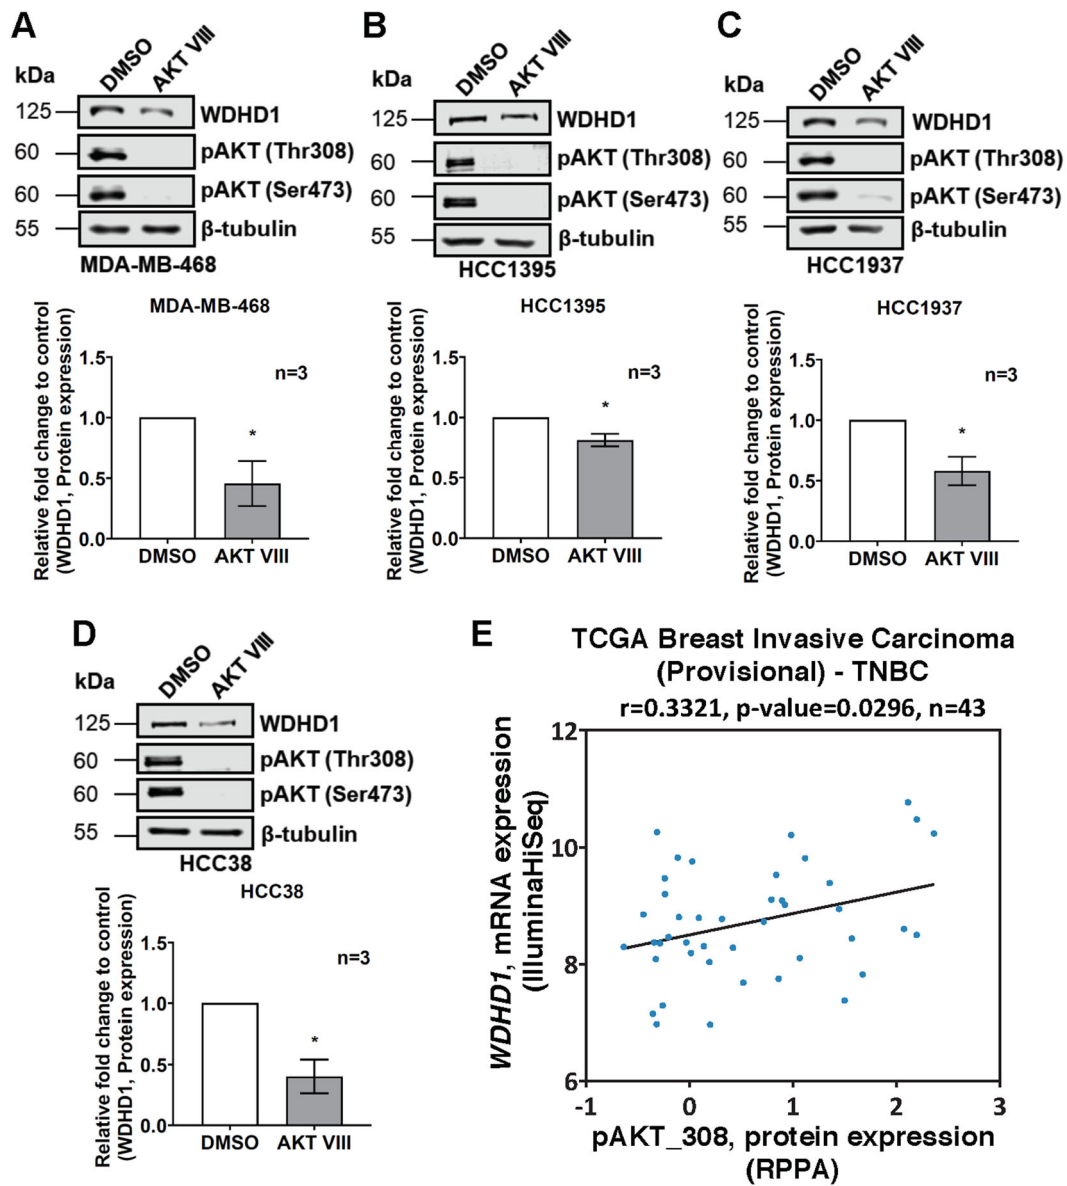 A
DMSO
AKT VIII
kDa
125
WDHD1
60
pAKT (Thr308)
60
pAKT (Ser473)
55
β-tubulin
MDA-MB-468
MDA-MB-468
Relative fold change to control
(WDHD1, Protein expression)
1.5
1.0
0.5
0.0
n=3
*
DMSO
AKT VIII
B
DMSO
AKT VIII
kDa
125
WDHD1
60
pAKT (Thr308)
60
pAKT (Ser473)
55
β-tubulin
HCC1395
HCC1395
Relative fold change to control
(WDHD1, Protein expression)
1.5
1.0
0.5
0.0
n=3
*
DMSO
AKT VIII
C
DMSO
AKT VIII
kDa
125
WDHD1
60
pAKT (Thr308)
60
pAKT (Ser473)
55
β-tubulin
HCC1937
HCC1937
Relative fold change to control
(WDHD1, Protein expression)
1.5
1.0
0.5
0.0
n=3
*
DMSO
AKT VIII
D
DMSO
AKT VIII
kDa
125
WDHD1
60
pAKT (Thr308)
60
pAKT (Ser473)
55
β-tubulin
HCC38
HCC38
Relative fold change to control
(WDHD1, Protein expression)
1.5
1.0
0.5
0.0
n=3
*
DMSO
AKT VIII
E
TCGA Breast Invasive Carcinoma
(Provisional) - TNBC
r=0.3321, p-value=0.0296, n=43
WDHD1, mRNA expression
(IlluminaHiSeq)
12
10
8
6
-1
0
1
2
3
pAKT_308, protein expression
(RPPA)